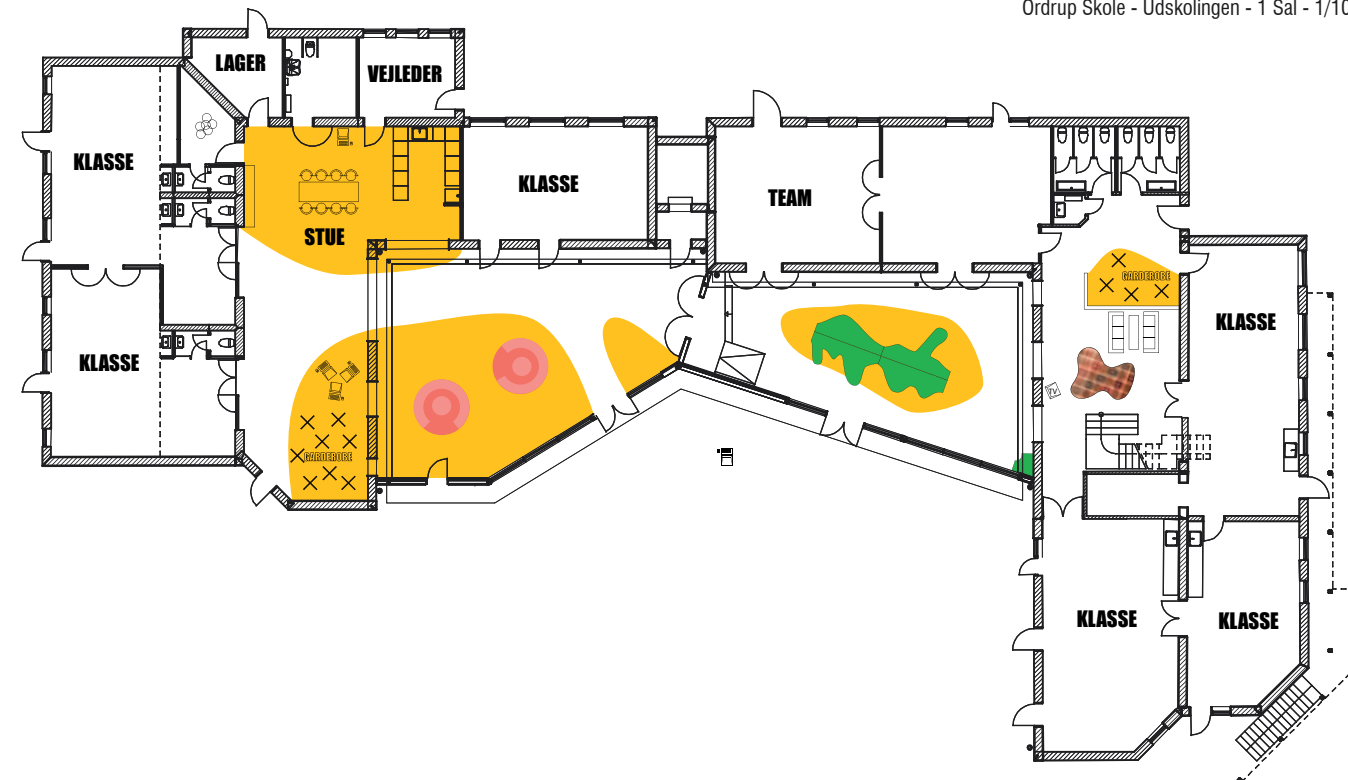 Ordrup Skole - Udskolingen - 1 Sal - 1/10
LAGER
VEJLEDER
KLASSE
KLASSE
TEAM
STUE
GARDEROBE
KLASSE
KLASSE
TV
GARDEROBE
KLASSE
KLASSE